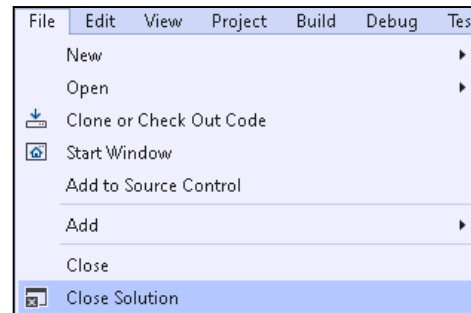 File Edit View Project Build Debug Tes
New
Open
Clone or Check Out Code
Start Window
Add to Source Control
Add
Close
Close Solution